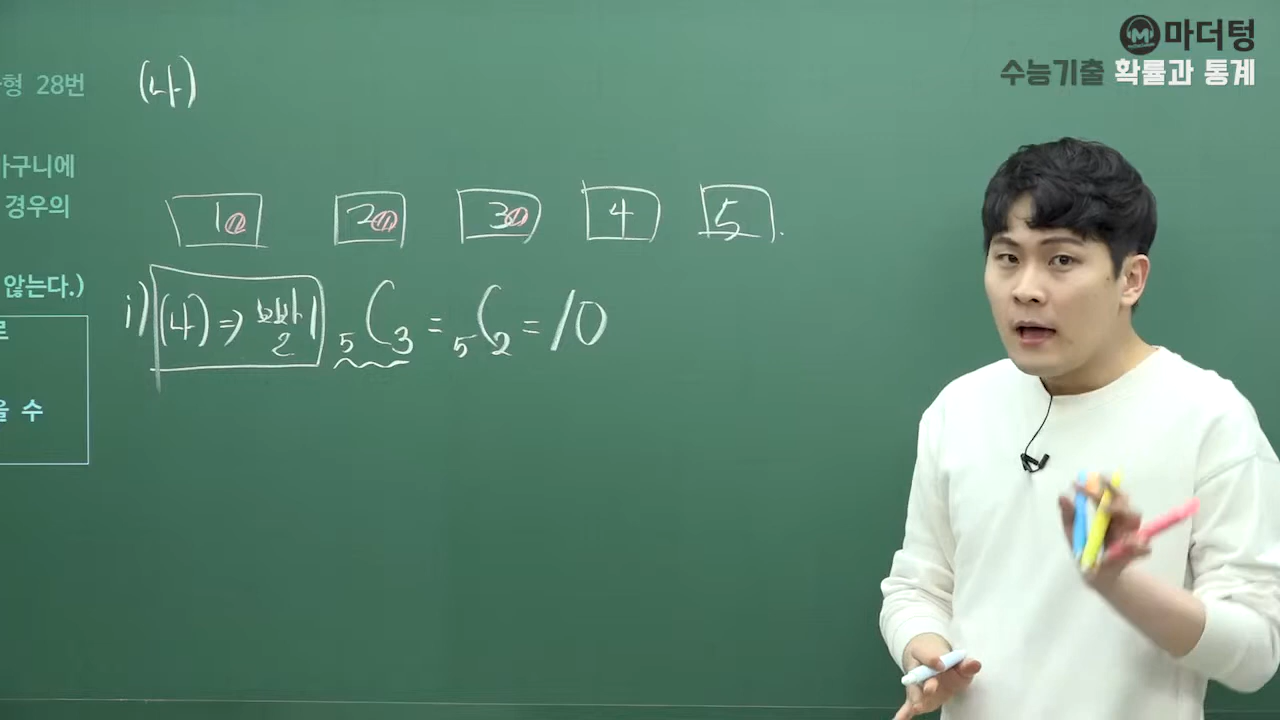 마더텅
수능기출 확률과 통계
형 28번
(나)
바구니에
경우의
1 2 3 4 5
않는다.)
i) (나) ⇒ 빨 1 ₅C₃ = ₅C₂ = 10
2
을 수